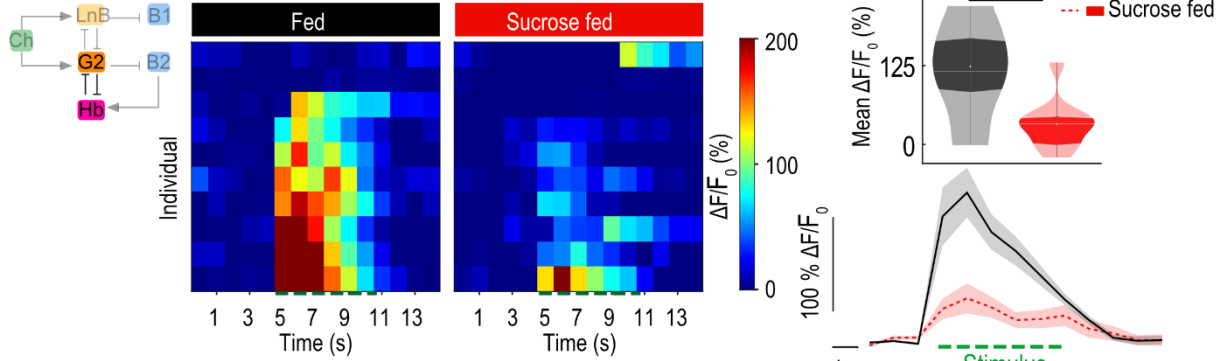 LnB B1
Ch
G2 B2
Hb
Fed
Sucrose fed
Individual
1 3 5 7 9 11 13
Time (s)
1 3 5 7 9 11 13
Time (s)
200
100
0
ΔF/F0 (%)
Sucrose fed
Mean ΔF/F0 (%)
125
0
100 % ΔF/F0
Stimulus